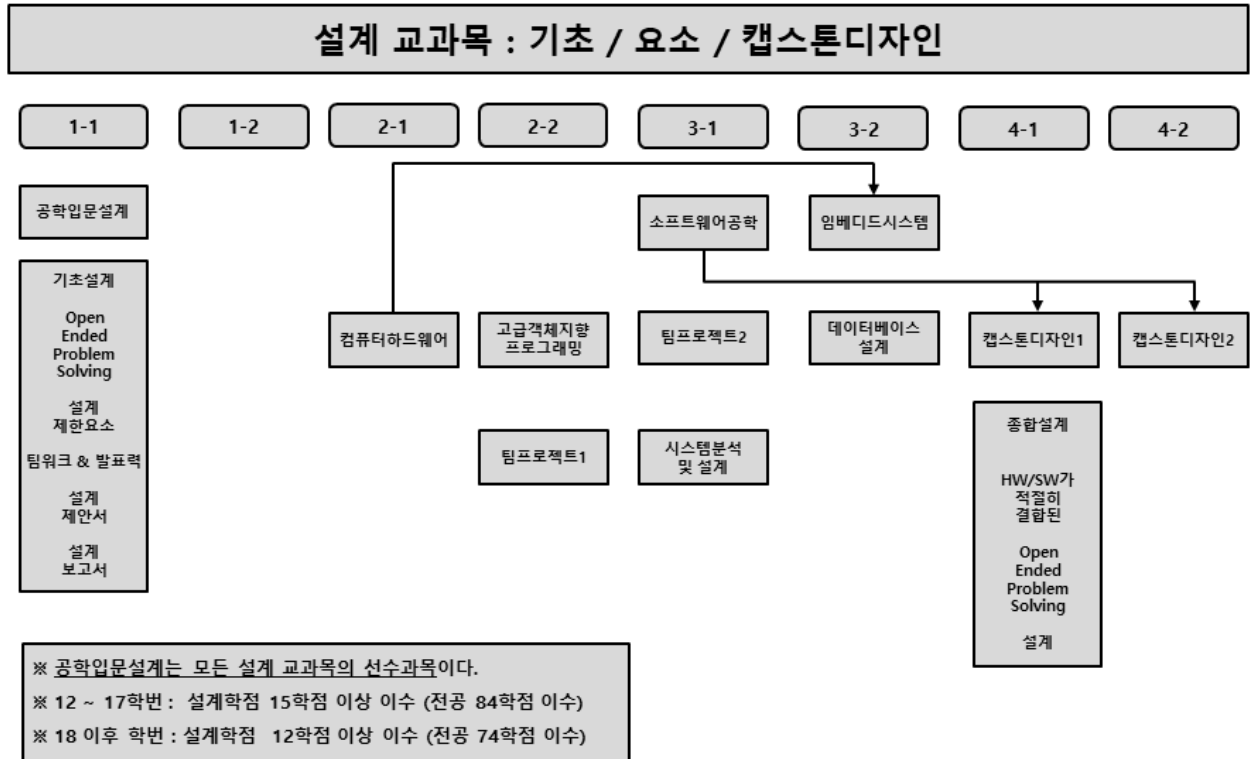 설계 교과목 : 기초 / 요소 / 캡스톤디자인
1-1
1-2
2-1
2-2
3-1
3-2
4-1
4-2
공학입문설계
소프트웨어공학
임베디드시스템
기초설계
Open
Ended
Problem
Solving
설계
제한요소
팀워크 & 발표력
설계
제안서
설계
보고서
컴퓨터하드웨어
고급객체지향
프로그래밍
팀프로젝트2
데이터베이스
설계
캡스톤디자인1
캡스톤디자인2
팀프로젝트1
시스템분석
및 설계
종합설계
HW/SW가
적절히
결합된
Open
Ended
Problem
Solving
설계
※ 공학입문설계는 모든 설계 교과목의 선수과목이다.
※ 12 ~ 17학번 : 설계학점 15학점 이상 이수 (전공 84학점 이수)
※ 18 이후 학번 : 설계학점 12학점 이상 이수 (전공 74학점 이수)